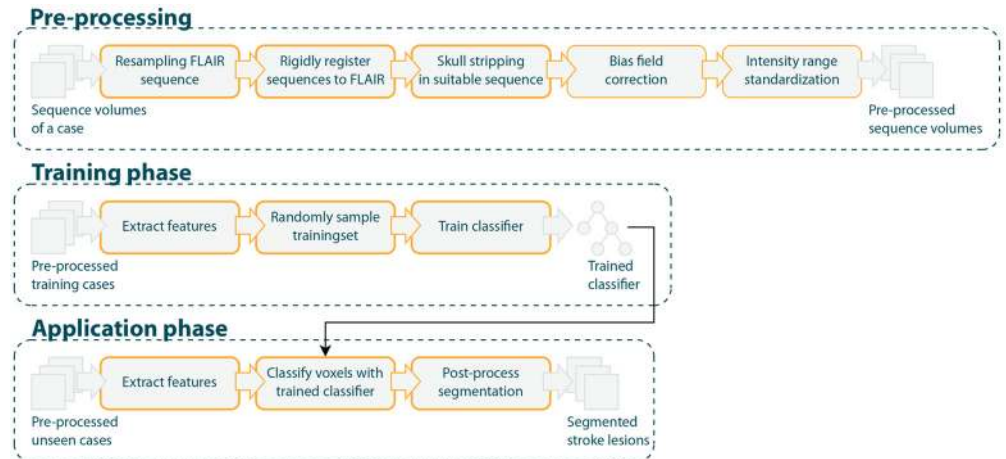 Pre-processing
Resampling FLAIR
sequence
Rigidly register
sequences to FLAIR
Skull stripping
in suitable sequence
Bias field
correction
Intensity range
standardization
Sequence volumes
of a case
Pre-processed
sequence volumes
Training phase
Extract features
Randomly sample
trainingset
Train classifier
Pre-processed
training cases
Trained
classifier
Application phase
Extract features
Classify voxels with
trained classifier
Post-process
segmentation
Pre-processed
unseen cases
Segmented
stroke lesions